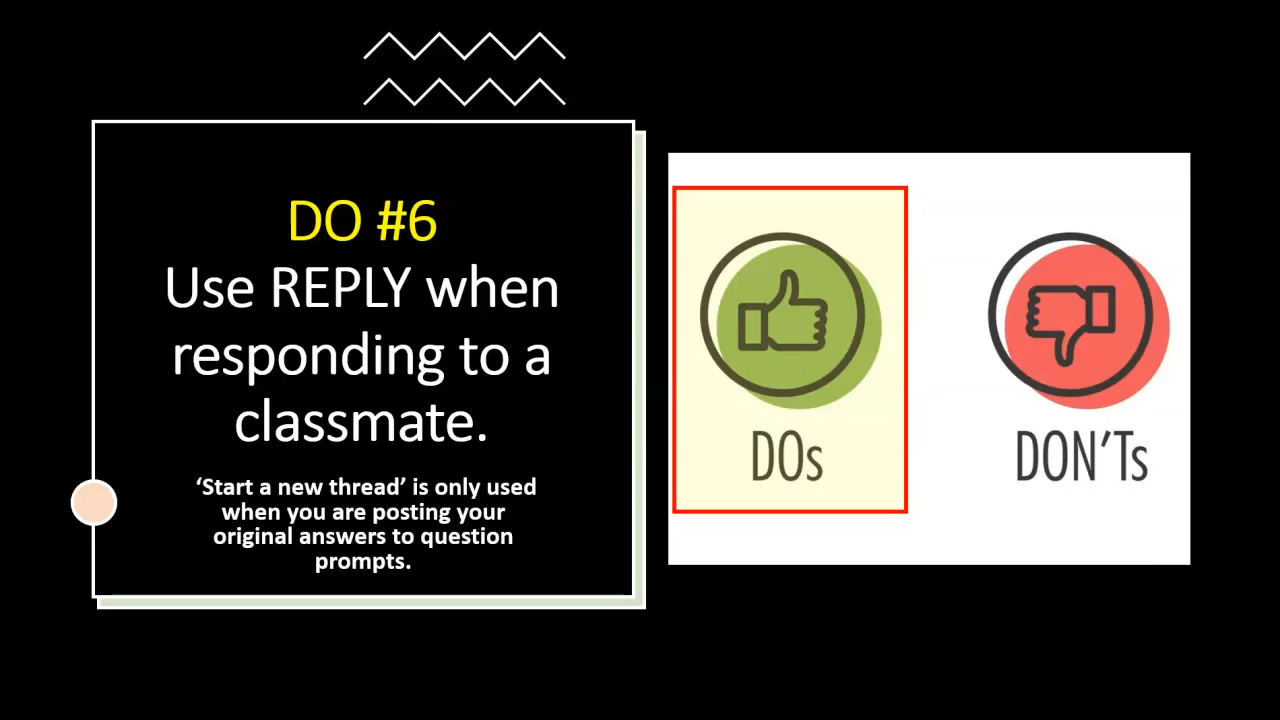 DO #6
Use REPLY when
responding to a
classmate.
‘Start a new thread’ is only used
when you are posting your
original answers to question
prompts.
DOs
DON’Ts